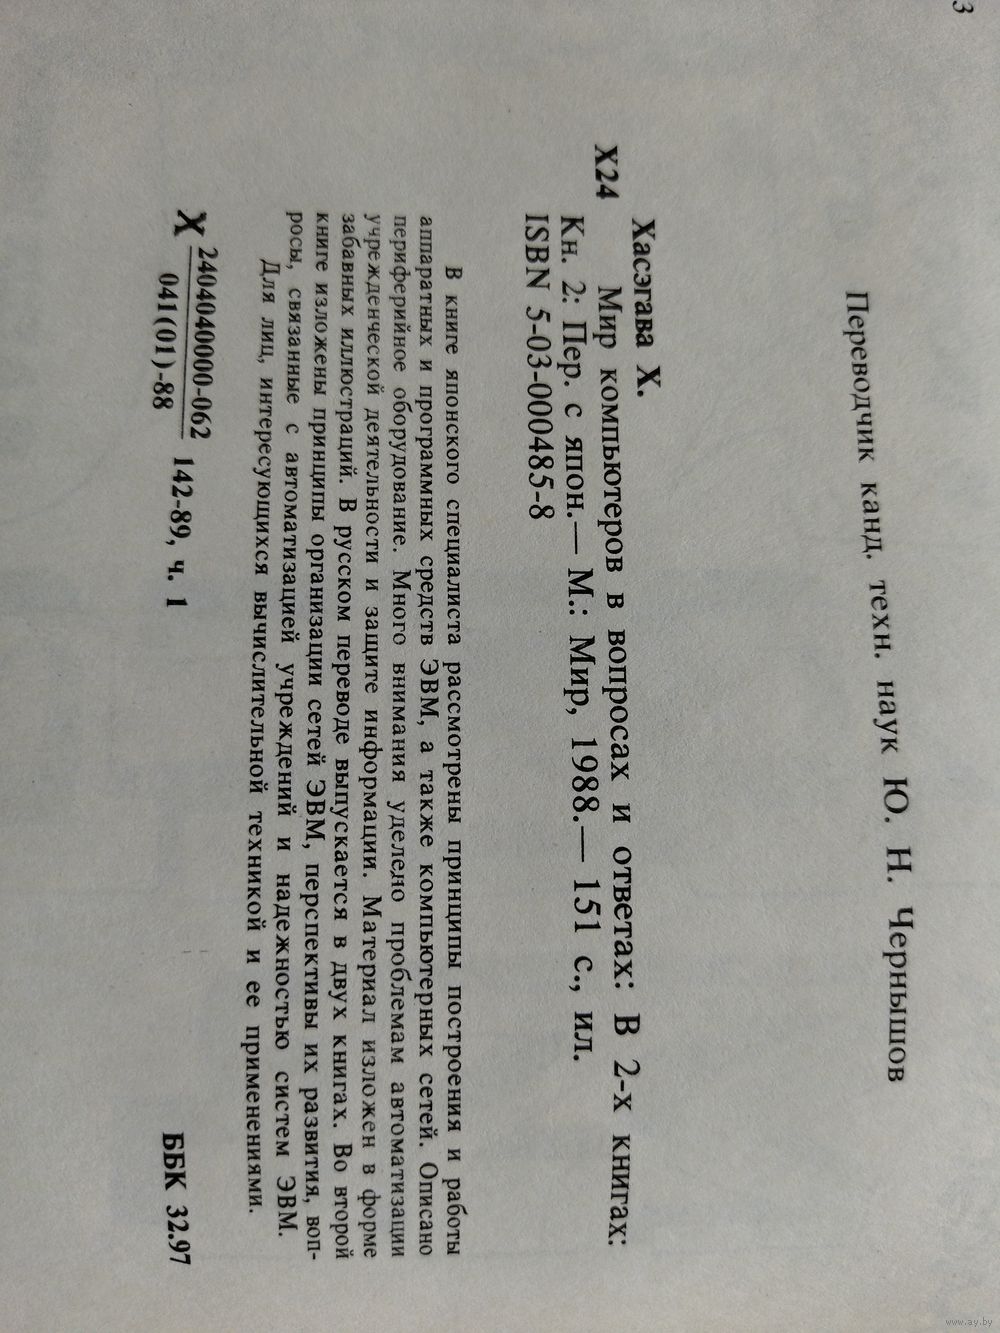 Переводчик канд. техн. наук Ю. Н. Чернышов
Хасэгава Х.
Х24 Мир компьютеров в вопросах и ответах: В 2-х книгах:
Кн. 2: Пер. с япон.— М.: Мир, 1988.— 151 с., ил.
ISBN 5-03-000485-8
В книге японского специалиста рассмотрены принципы построения и работы
аппаратных и программных средств ЭВМ, а также компьютерных сетей. Описано
периферийное оборудование. Много внимания уделено проблемам автоматизации
учрежденческой деятельности и защите информации. Материал изложен в форме
забавных иллюстраций. В русском переводе выпускается в двух книгах. Во второй
книге изложены принципы организации сетей ЭВМ, перспективы их развития, воп-
росы, связанные с автоматизацией учреждений и надежностью систем ЭВМ.
Для лиц, интересующихся вычислительной техникой и ее применениями.
Х 2404040000-062
041(01)-88 142-89, ч. 1
ББК 32.97
www.ay.by